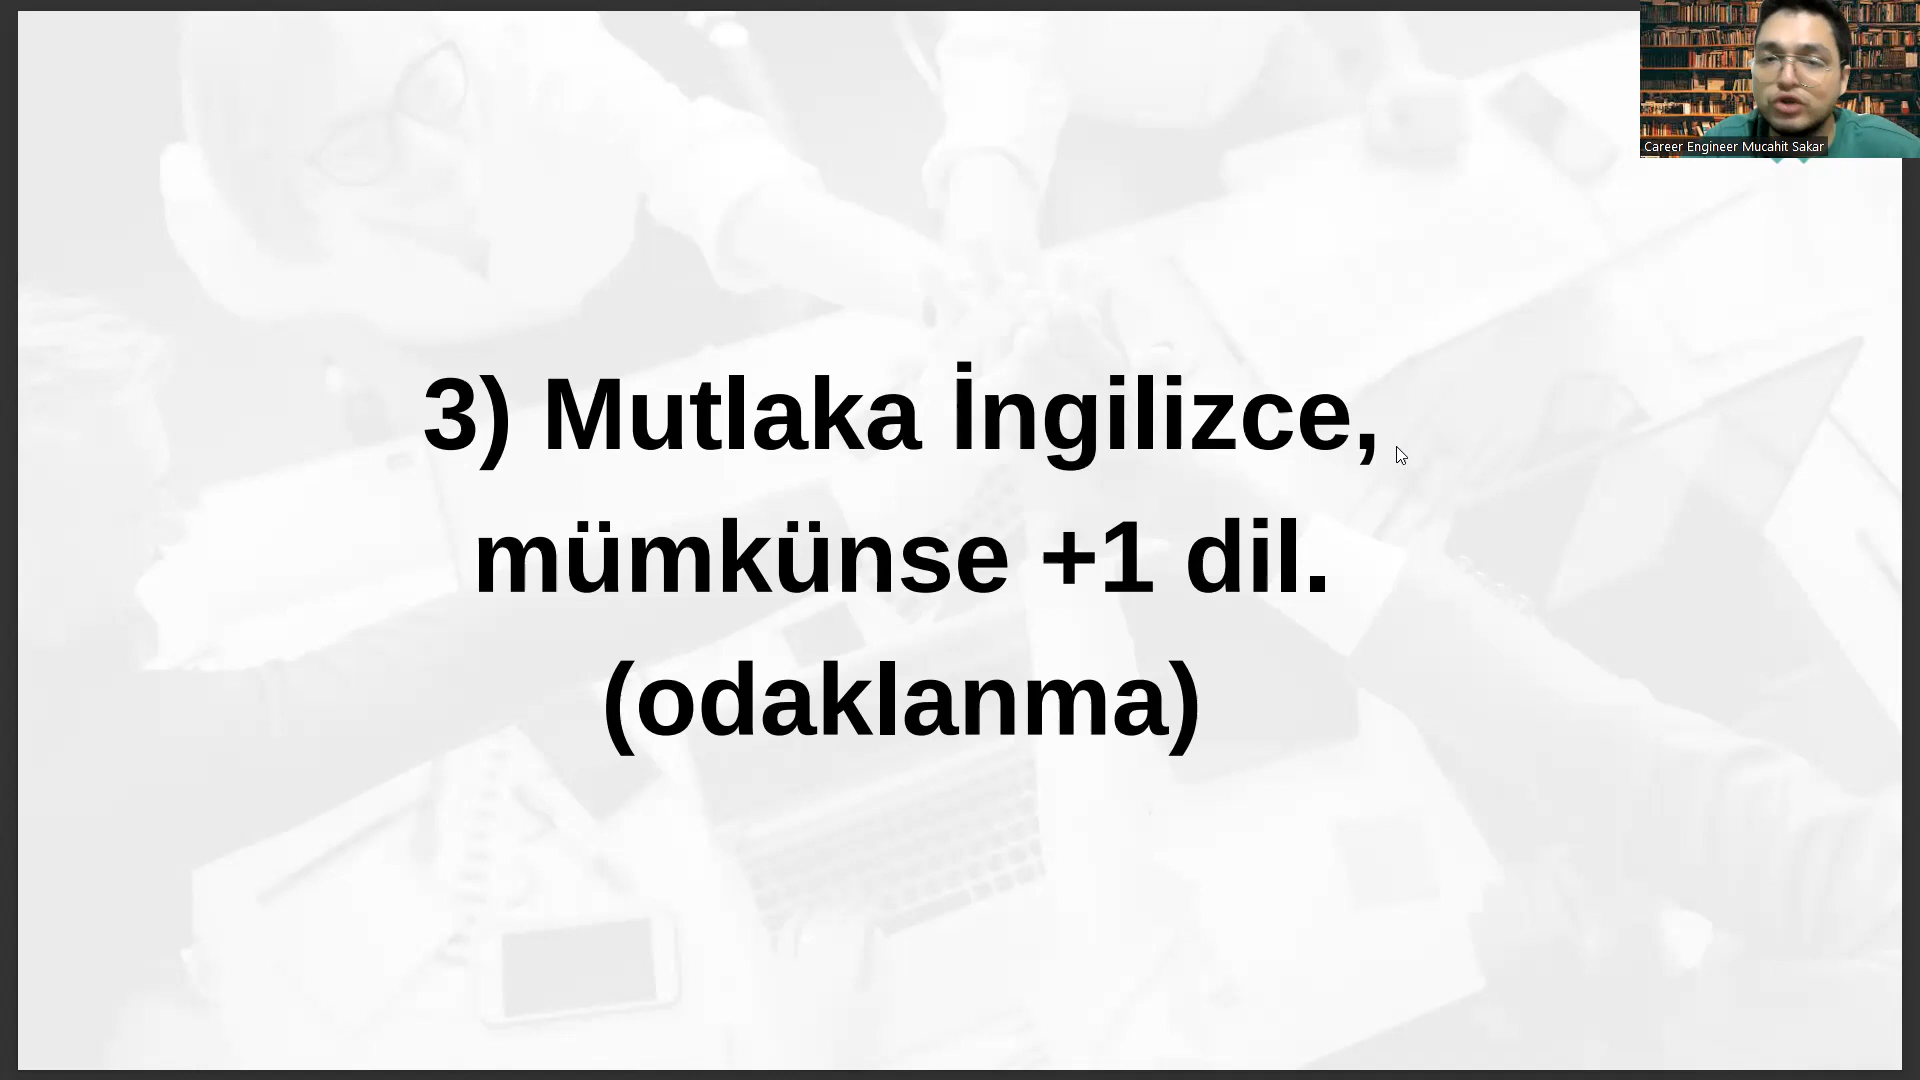 Career Engineer Mucahit Sakar
3) Mutlaka İngilizce,
mümkünse +1 dil.
(odaklanma)